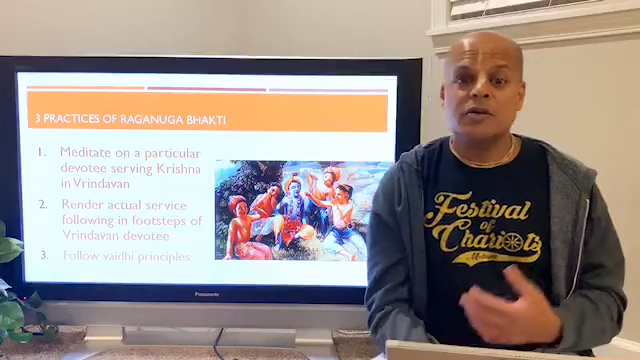 3 PRACTICES OF RAGANUGA BHAKTI
1. Meditate on a particular
devotee serving Krishna
in Vrindavan
2. Render actual service
following in footsteps of
Vrindavan devotee
3. Follow vaidhi principles
Panasonic
Festival
of
Chariots